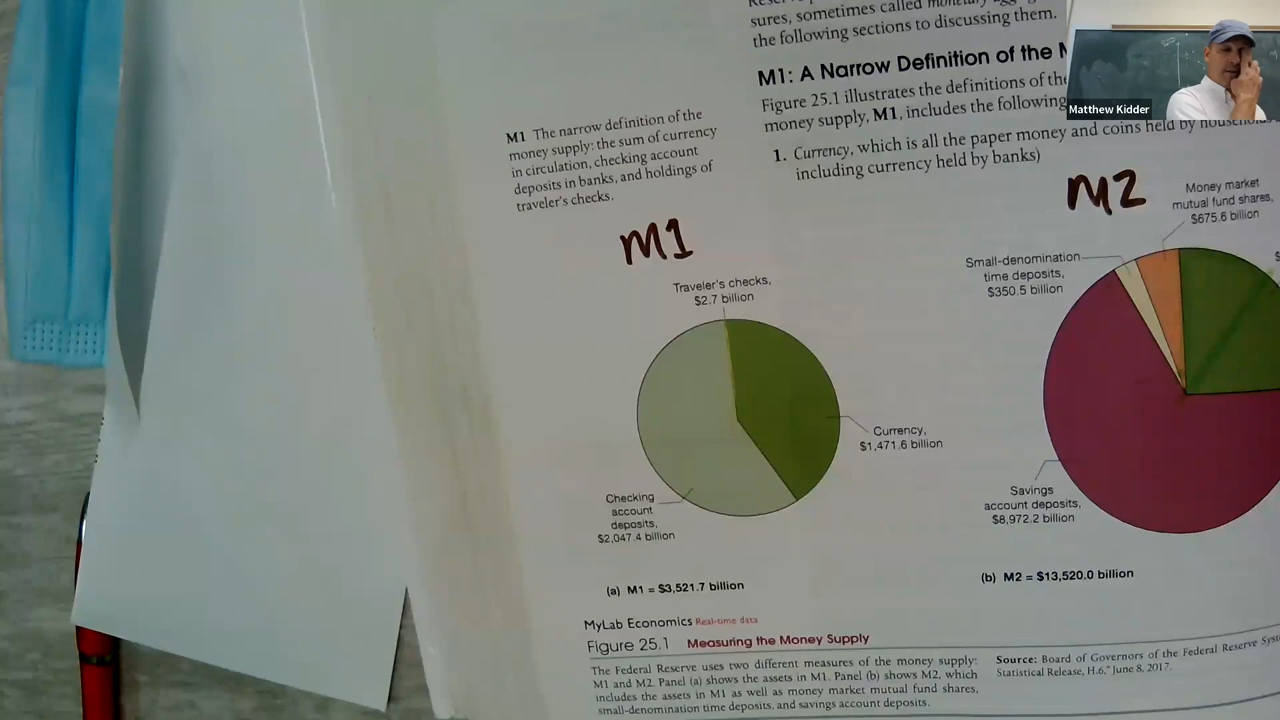 sures, sometimes called monetary
the following sections to discussing them.
M1: A Narrow Definition of the
Figure 25.1 illustrates the definitions of the
money supply, M1, includes the following
1. Currency, which is all the paper money and coins held by
including currency held by banks)
M1 The narrow definition of the
money supply: the sum of currency
in circulation, checking account
deposits in banks, and holdings of
traveler's checks.
Matthew Kidder
M1
Traveler's checks,
$2.7 billion
Currency,
$1,471.6 billion
Checking
account
deposits,
$2,047.4 billion
(a) M1 = $3,521.7 billion
M2
Money market
mutual fund shares,
$675.6 billion
Small-denomination
time deposits,
$350.5 billion
Savings
account deposits,
$8,972.2 billion
(b) M2 = $13,520.0 billion
MyLab Economics Real-time data
Figure 25.1 Measuring the Money Supply
The Federal Reserve uses two different measures of the money supply:
M1 and M2. Panel (a) shows the assets in M1. Panel (b) shows M2, which
includes the assets in M1 as well as money market mutual fund shares,
small-denomination time deposits, and savings account deposits.
Source: Board of Governors of the Federal Reserve
Statistical Release, H.6," June 8, 2017.